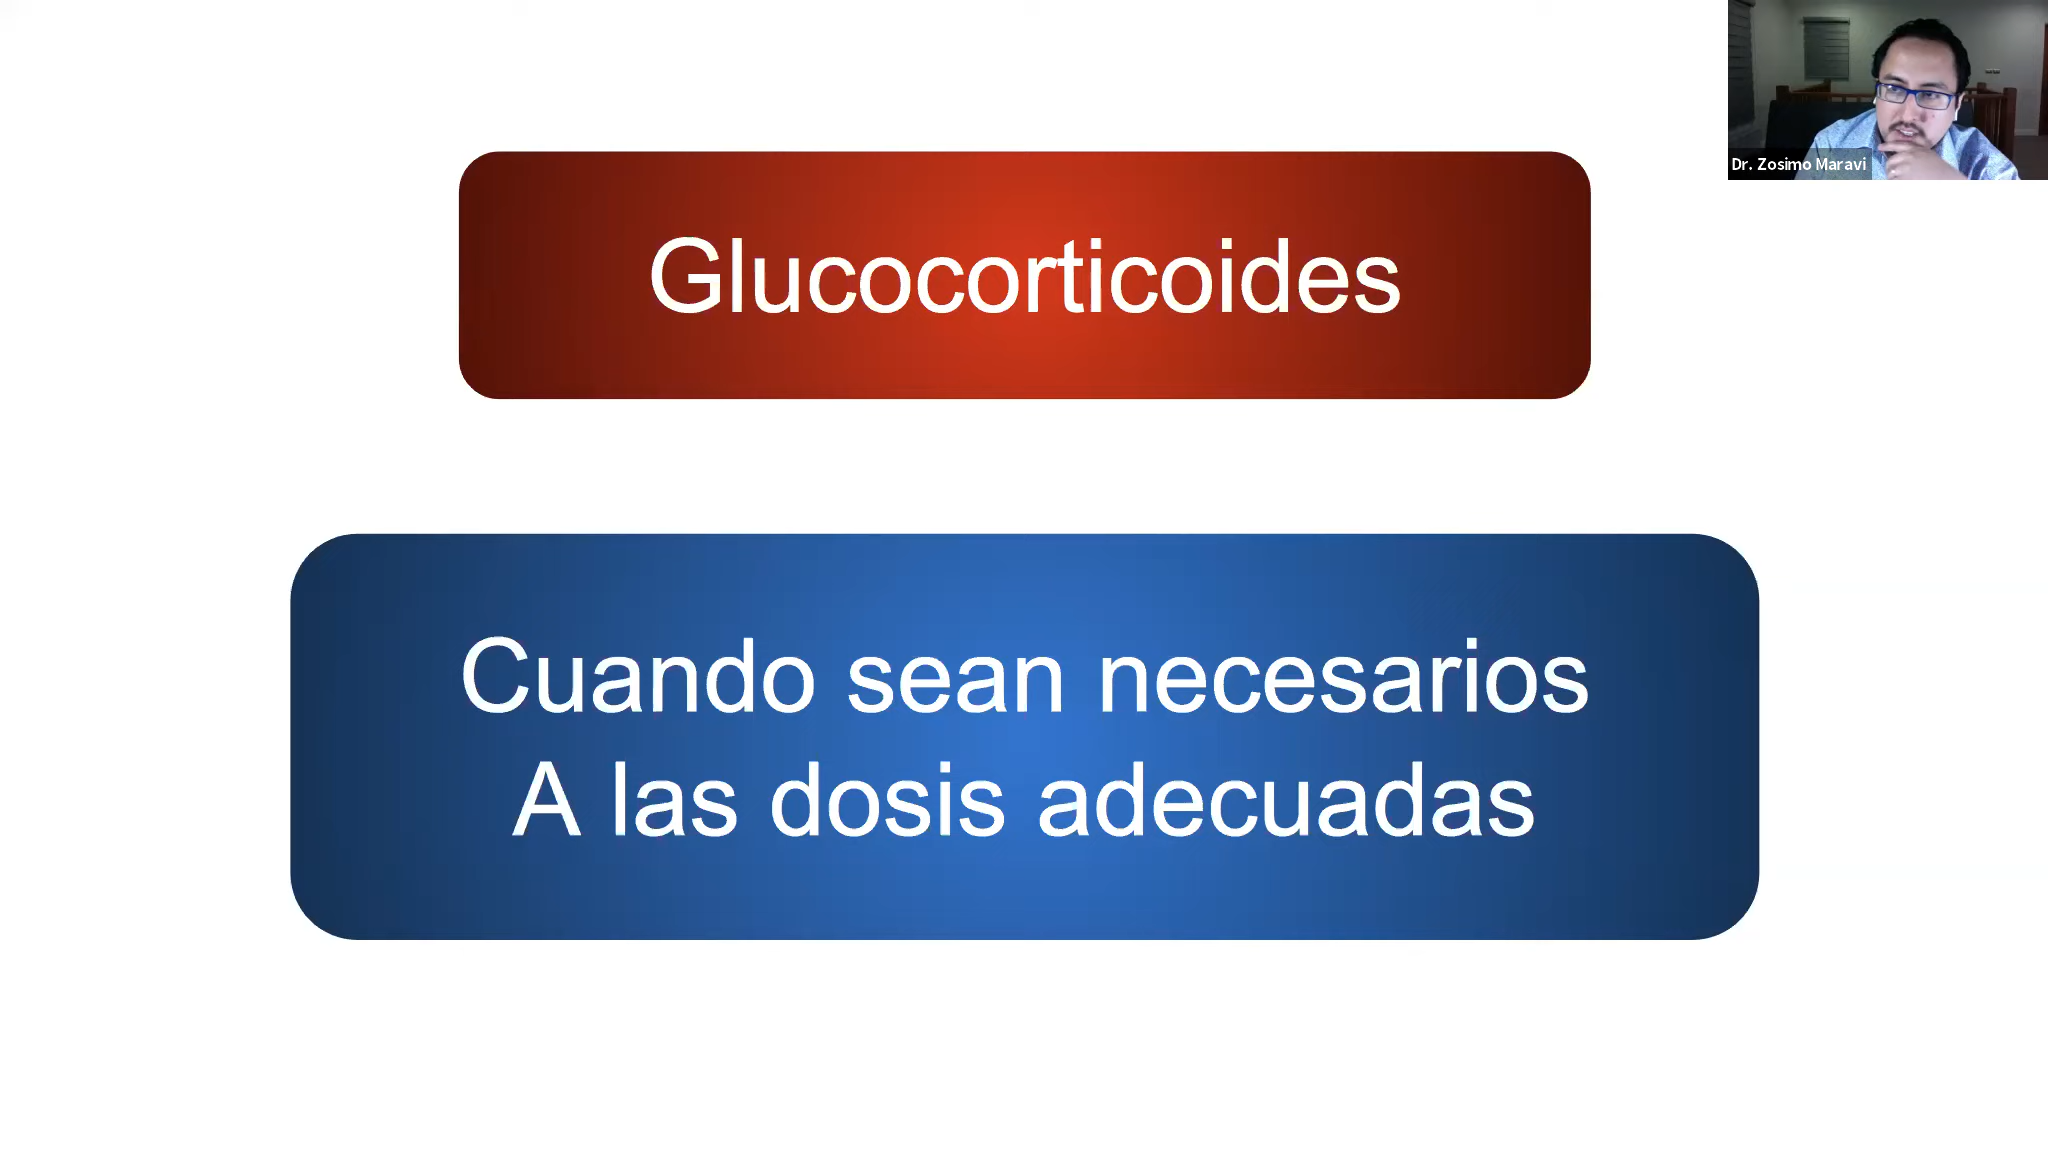 Dr. Zosimo Maravi
Glucocorticoides
Cuando sean necesarios
A las dosis adecuadas